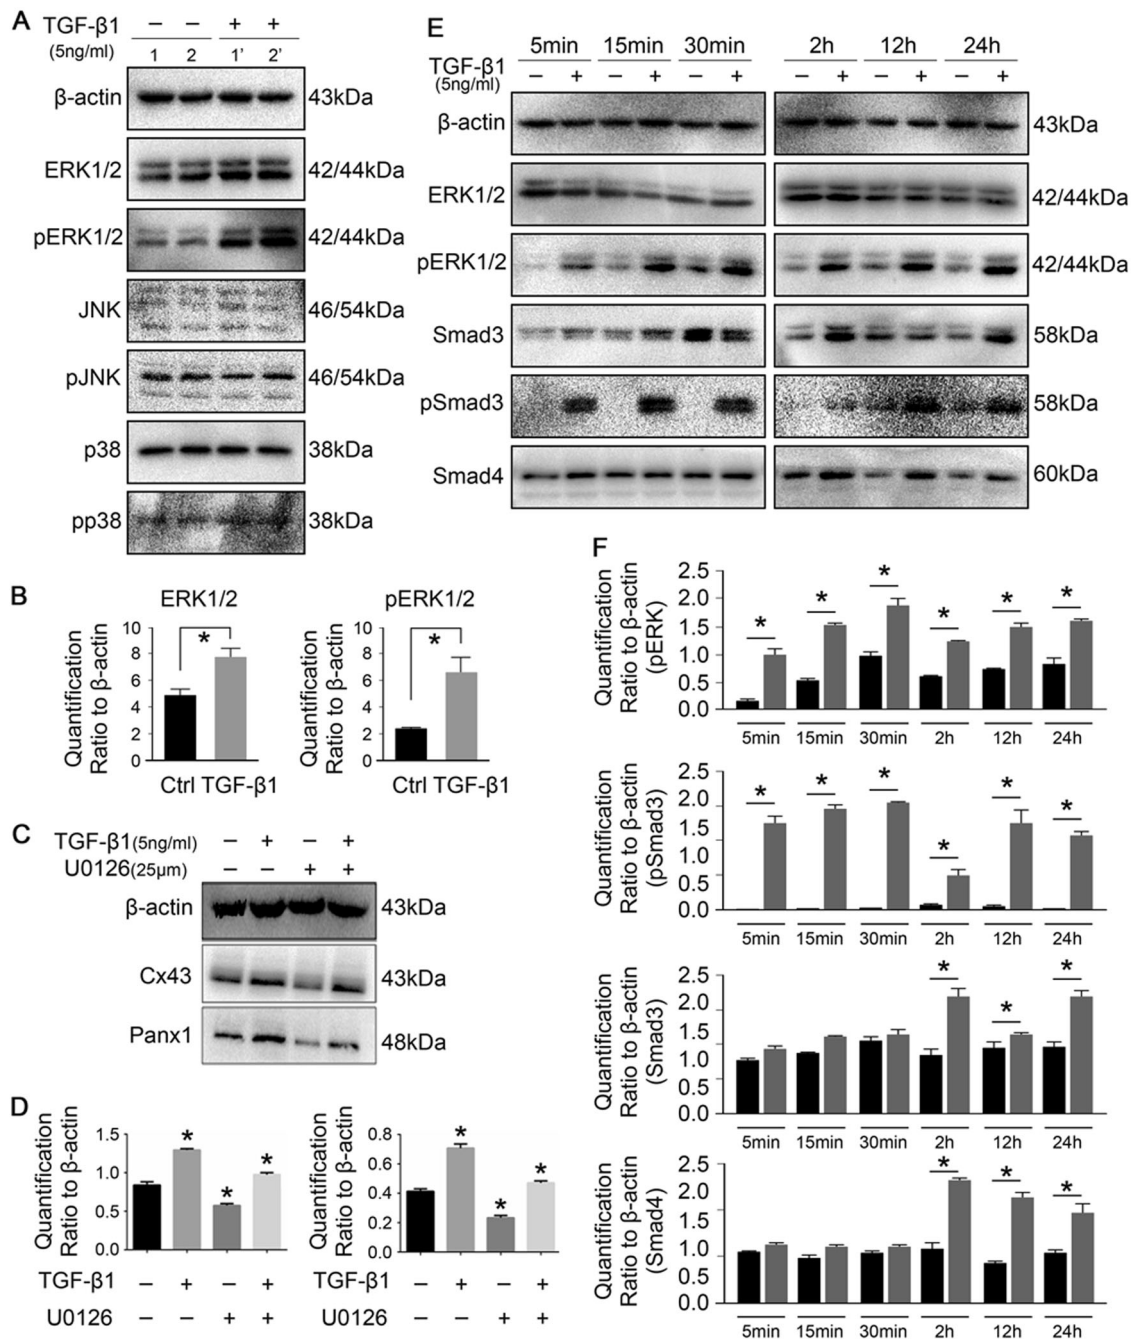 A
TGF-β1 – – + +
(5ng/ml) 1 2 1' 2'
β-actin 43kDa
ERK1/2 42/44kDa
pERK1/2 42/44kDa
JNK 46/54kDa
pJNK 46/54kDa
p38 38kDa
pp38 38kDa
B
ERK1/2 pERK1/2
Quantification
Ratio to β-actin
10
8
6
4
2
0
*
Ctrl TGF-β1
Quantification
Ratio to β-actin
10
8
6
4
2
0
*
Ctrl TGF-β1
C
TGF-β1(5ng/ml) – + – +
U0126(25μm) – – + +
β-actin 43kDa
Cx43 43kDa
Panx1 48kDa
D
Quantification
Ratio to β-actin
1.5
1.0
0.5
0.0
* * *
TGF-β1 – + – +
U0126 – – + +
Quantification
Ratio to β-actin
0.8
0.6
0.4
0.2
0.0
* * *
TGF-β1 – + – +
– – + +
E
5min 15min 30min 2h 12h 24h
TGF-β1
(5ng/ml) – + – + – + – + – + – +
β-actin 43kDa
ERK1/2 42/44kDa
pERK1/2 42/44kDa
Smad3 58kDa
pSmad3 58kDa
Smad4 60kDa
F
Quantification
Ratio to β-actin
(pERK)
2.5
2.0
1.5
1.0
0.5
0.0
* * * * * *
5min 15min 30min 2h 12h 24h
Quantification
Ratio to β-actin
(pSmad3)
2.5
2.0
1.5
1.0
0.5
0
* * * * * *
5min 15min 30min 2h 12h 24h
Quantification
Ratio to β-actin
(Smad3)
2.5
2.0
1.5
1.0
0.5
0.0
* * *
5min 15min 30min 2h 12h 24h
Quantification
Ratio to β-actin
(Smad4)
2.5
2.0
1.5
1.0
0.5
0.0
* * *
5min 15min 30min 2h 12h 24h